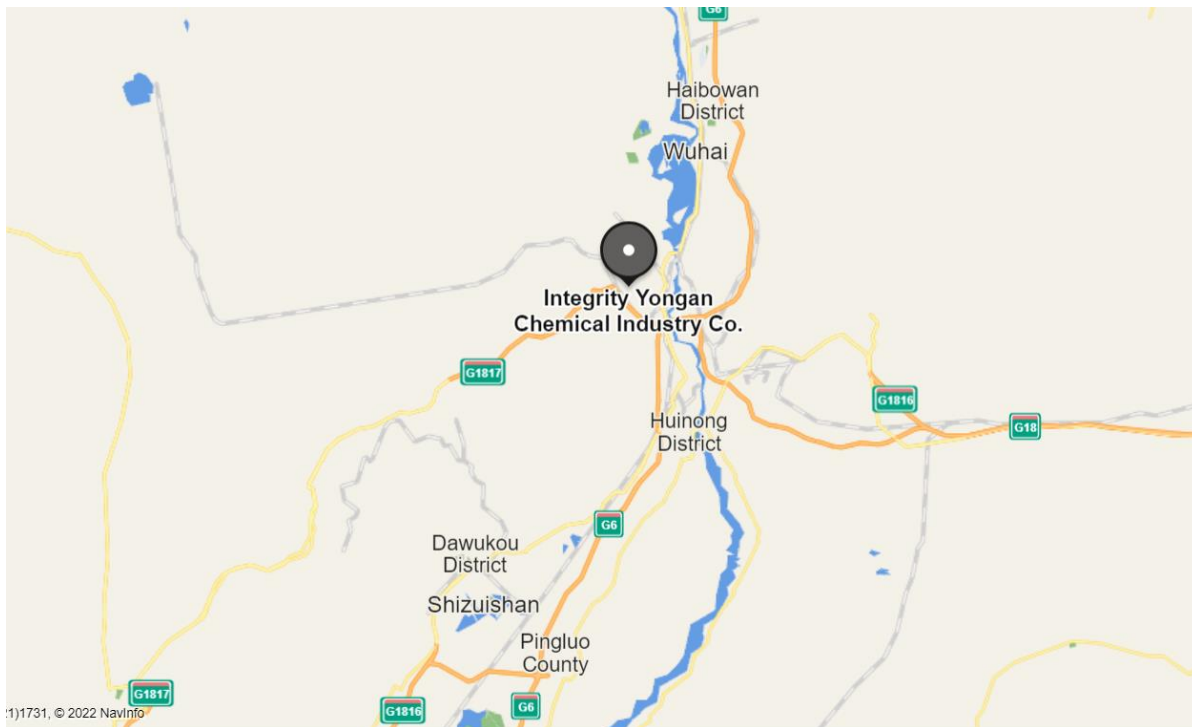 G6
Haibowan
District
Wuhai
Integrity Yongan
Chemical Industry Co.
G1817
G1816
Huinong
District
G18
G6
Dawukou
District
Shizuishan
Pingluo
County
G1817
G1816
G6
21)1731, © 2022 NavInfo